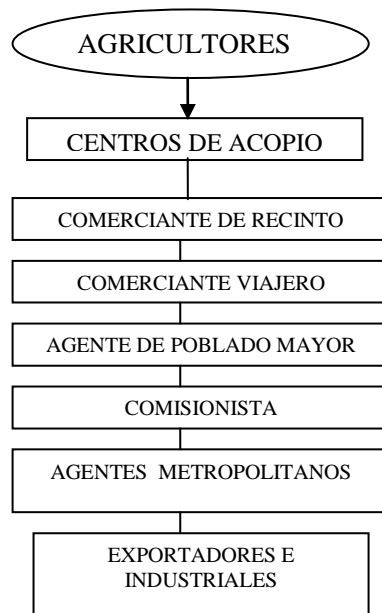 AGRICULTORES
CENTROS DE ACOPIO
COMERCIANTE DE RECINTO
COMERCIANTE VIAJERO
AGENTE DE POBLADO MAYOR
COMISIONISTA
AGENTES METROPOLITANOS
EXPORTADORES E
INDUSTRIALES